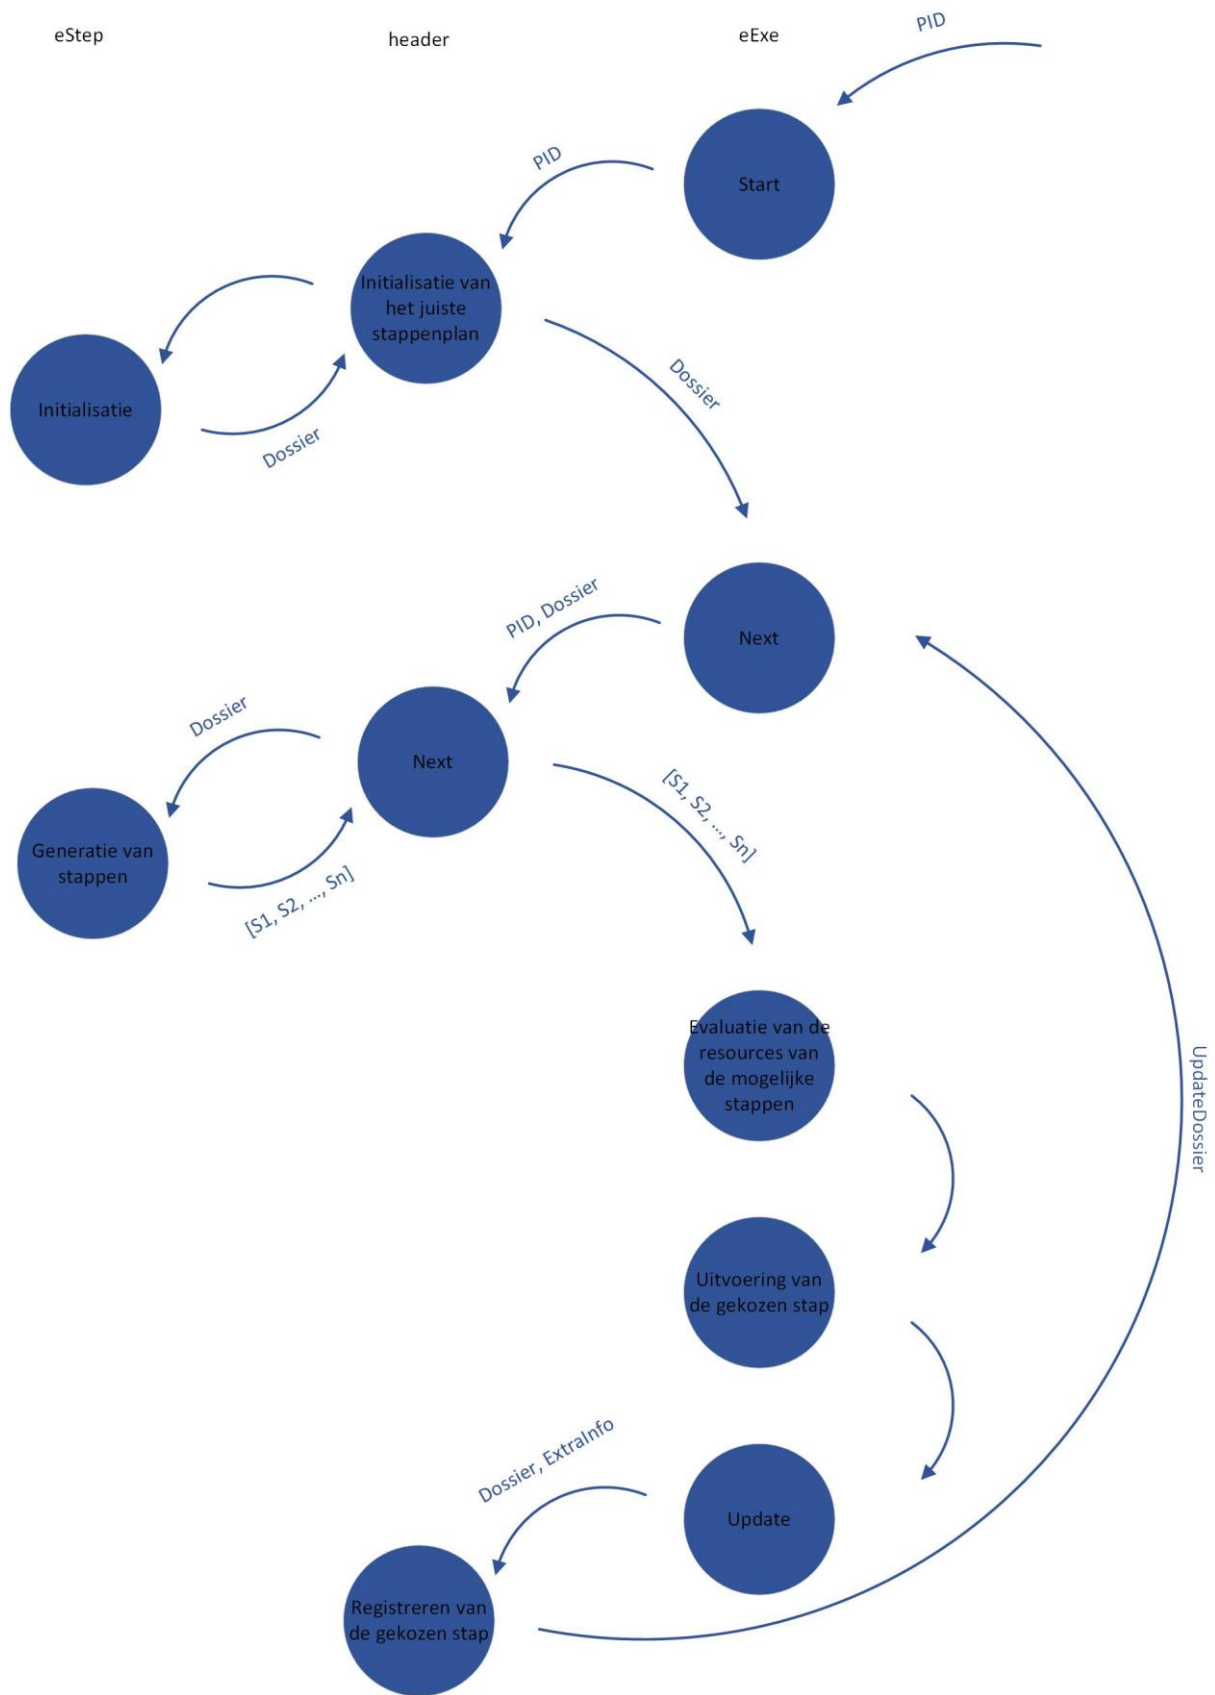 eStep
header
eExe
PID
Start
PID
Initialisatie van
het juiste
stappenplan
Initialisatie
Dossier
Dossier
Next
PID, Dossier
Next
Dossier
Generatie van
stappen
[S1, S2, ..., Sn]
[S1, S2, ..., Sn]
Evaluatie van de
resources van
de mogelijke
stappen
UpdateDossier
Uitvoering van
de gekozen stap
Update
Dossier, ExtraInfo
Registreren van
de gekozen stap